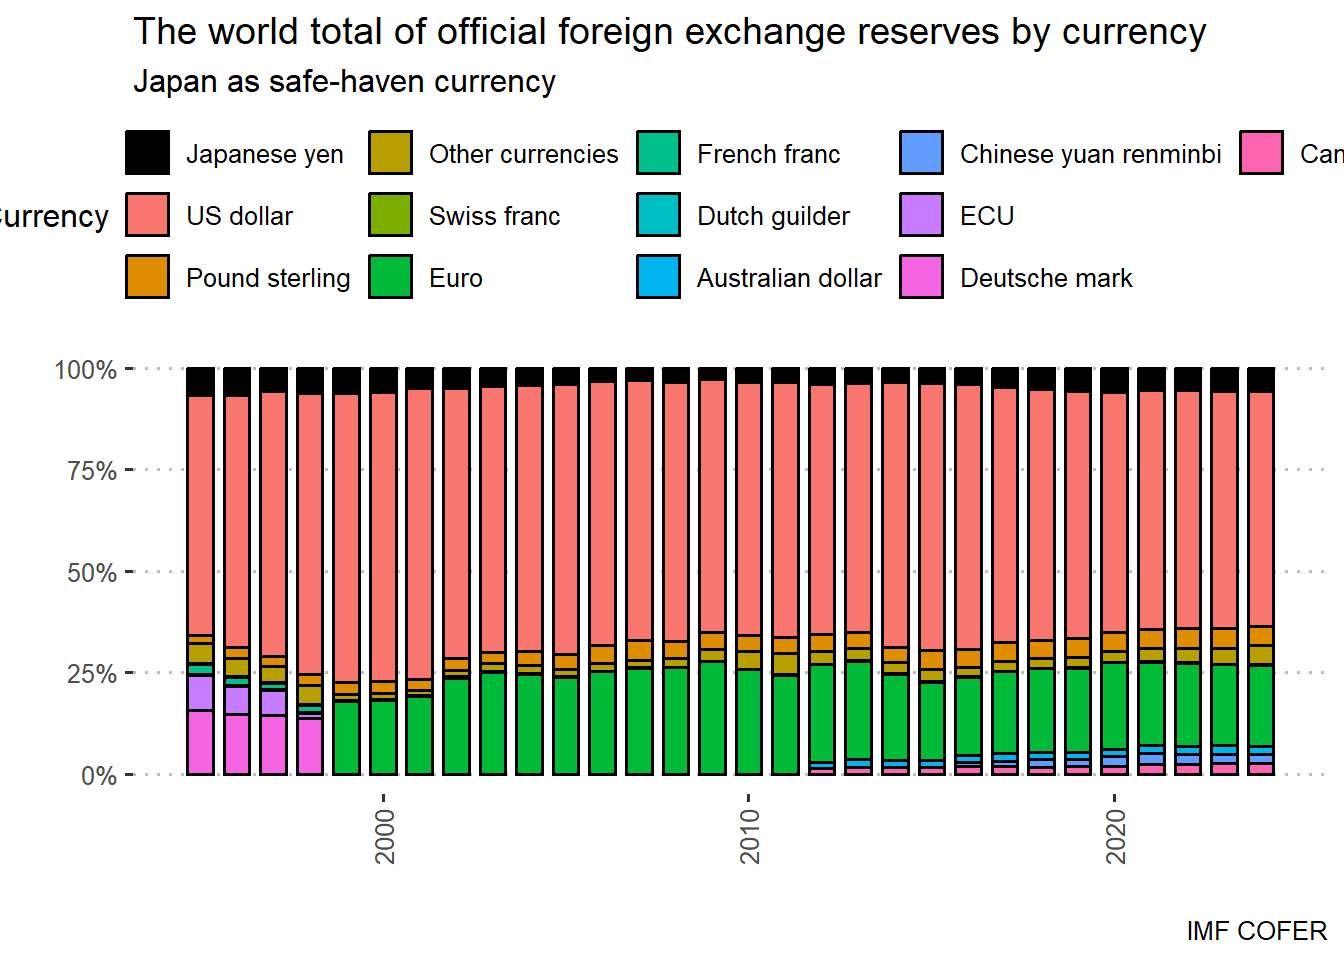 The world total of official foreign exchange reserves by currency
Japan as safe-haven currency
Currency
Japanese yen
Other currencies
French franc
Chinese yuan renminbi
Can
US dollar
Swiss franc
Dutch guilder
ECU
Pound sterling
Euro
Australian dollar
Deutsche mark
100%
75%
50%
25%
0%
2000
2010
2020
IMF COFER